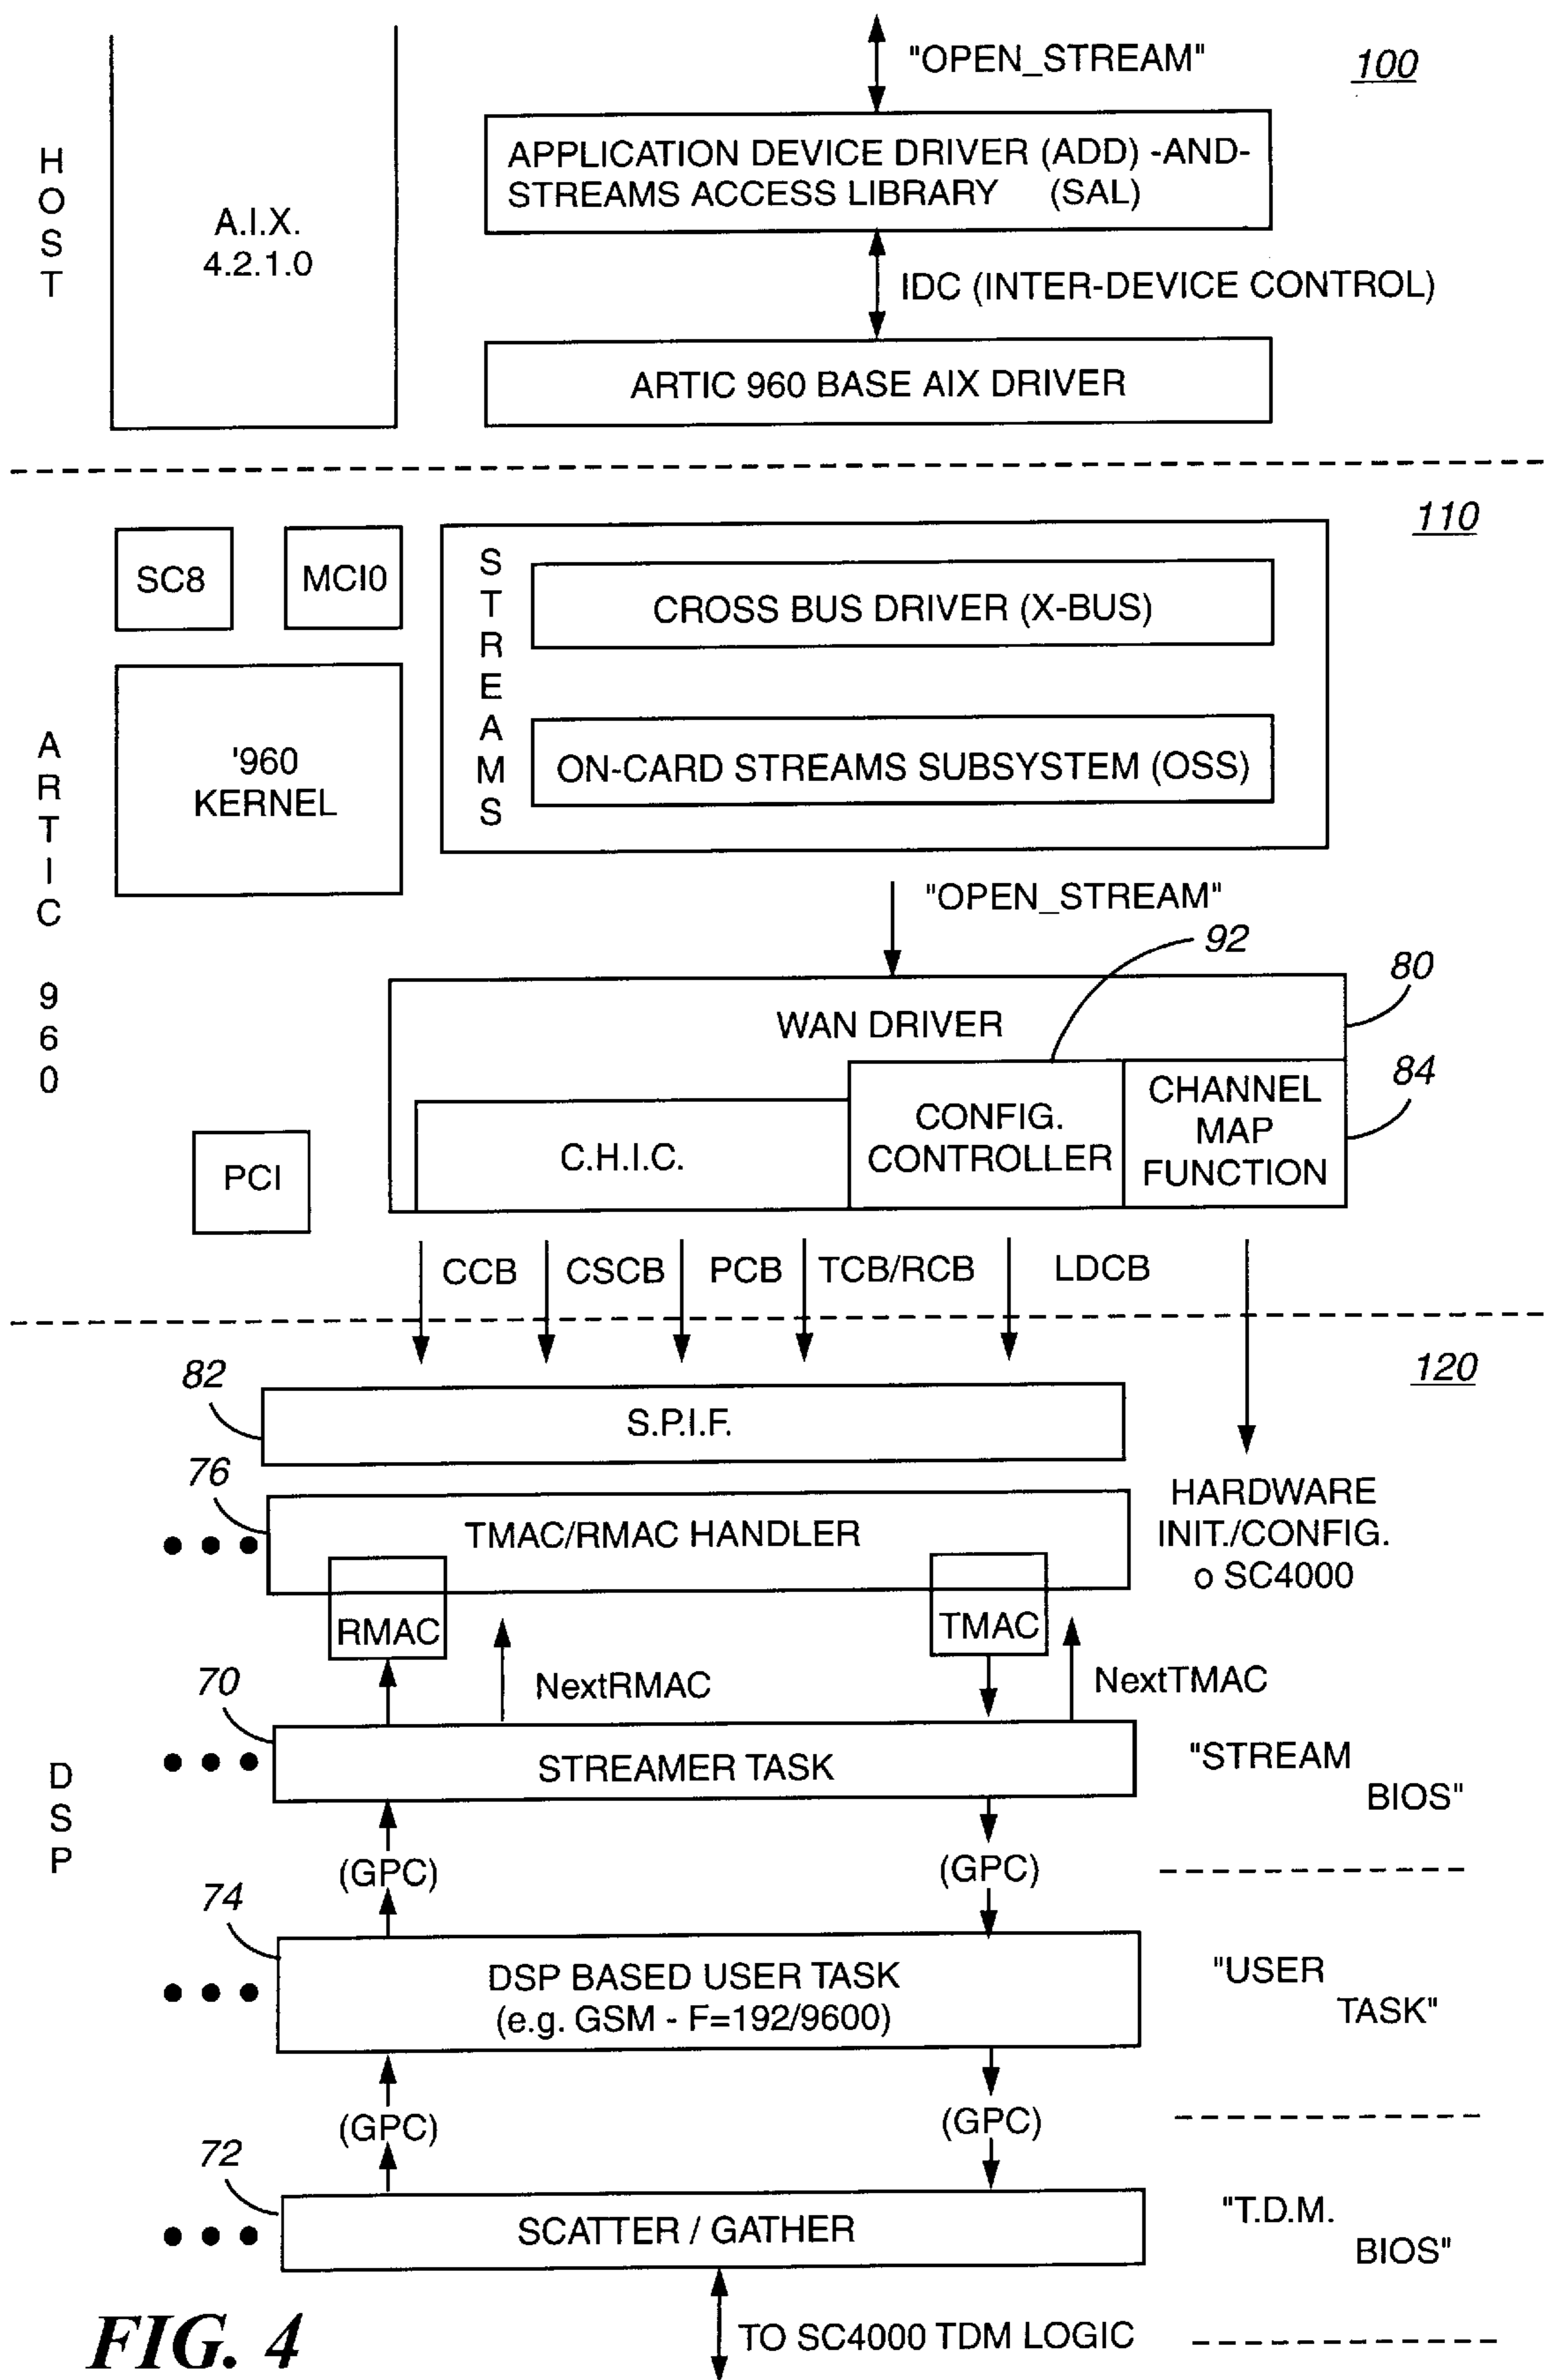 "OPEN_STREAM"
100
HOST
A.I.X.
4.2.1.0
APPLICATION DEVICE DRIVER (ADD) -AND-
STREAMS ACCESS LIBRARY (SAL)
IDC (INTER-DEVICE CONTROL)
ARTIC 960 BASE AIX DRIVER
110
ARTIC 960
SC8
MCI0
'960
KERNEL
STREAMS
CROSS BUS DRIVER (X-BUS)
ON-CARD STREAMS SUBSYSTEM (OSS)
"OPEN_STREAM"
92
80
WAN DRIVER
84
C.H.I.C.
CONFIG.
CONTROLLER
CHANNEL
MAP
FUNCTION
PCI
CCB
CSCB
PCB
TCB/RCB
LDCB
120
82
S.P.I.F.
76
TMAC/RMAC HANDLER
HARDWARE
INIT./CONFIG.
o SC4000
RMAC
TMAC
NextRMAC
NextTMAC
DSP
70
STREAMER TASK
"STREAM
BIOS"
(GPC)
(GPC)
74
DSP BASED USER TASK
(e.g. GSM - F=192/9600)
"USER
TASK"
(GPC)
(GPC)
72
SCATTER / GATHER
"T.D.M.
BIOS"
TO SC4000 TDM LOGIC
FIG. 4